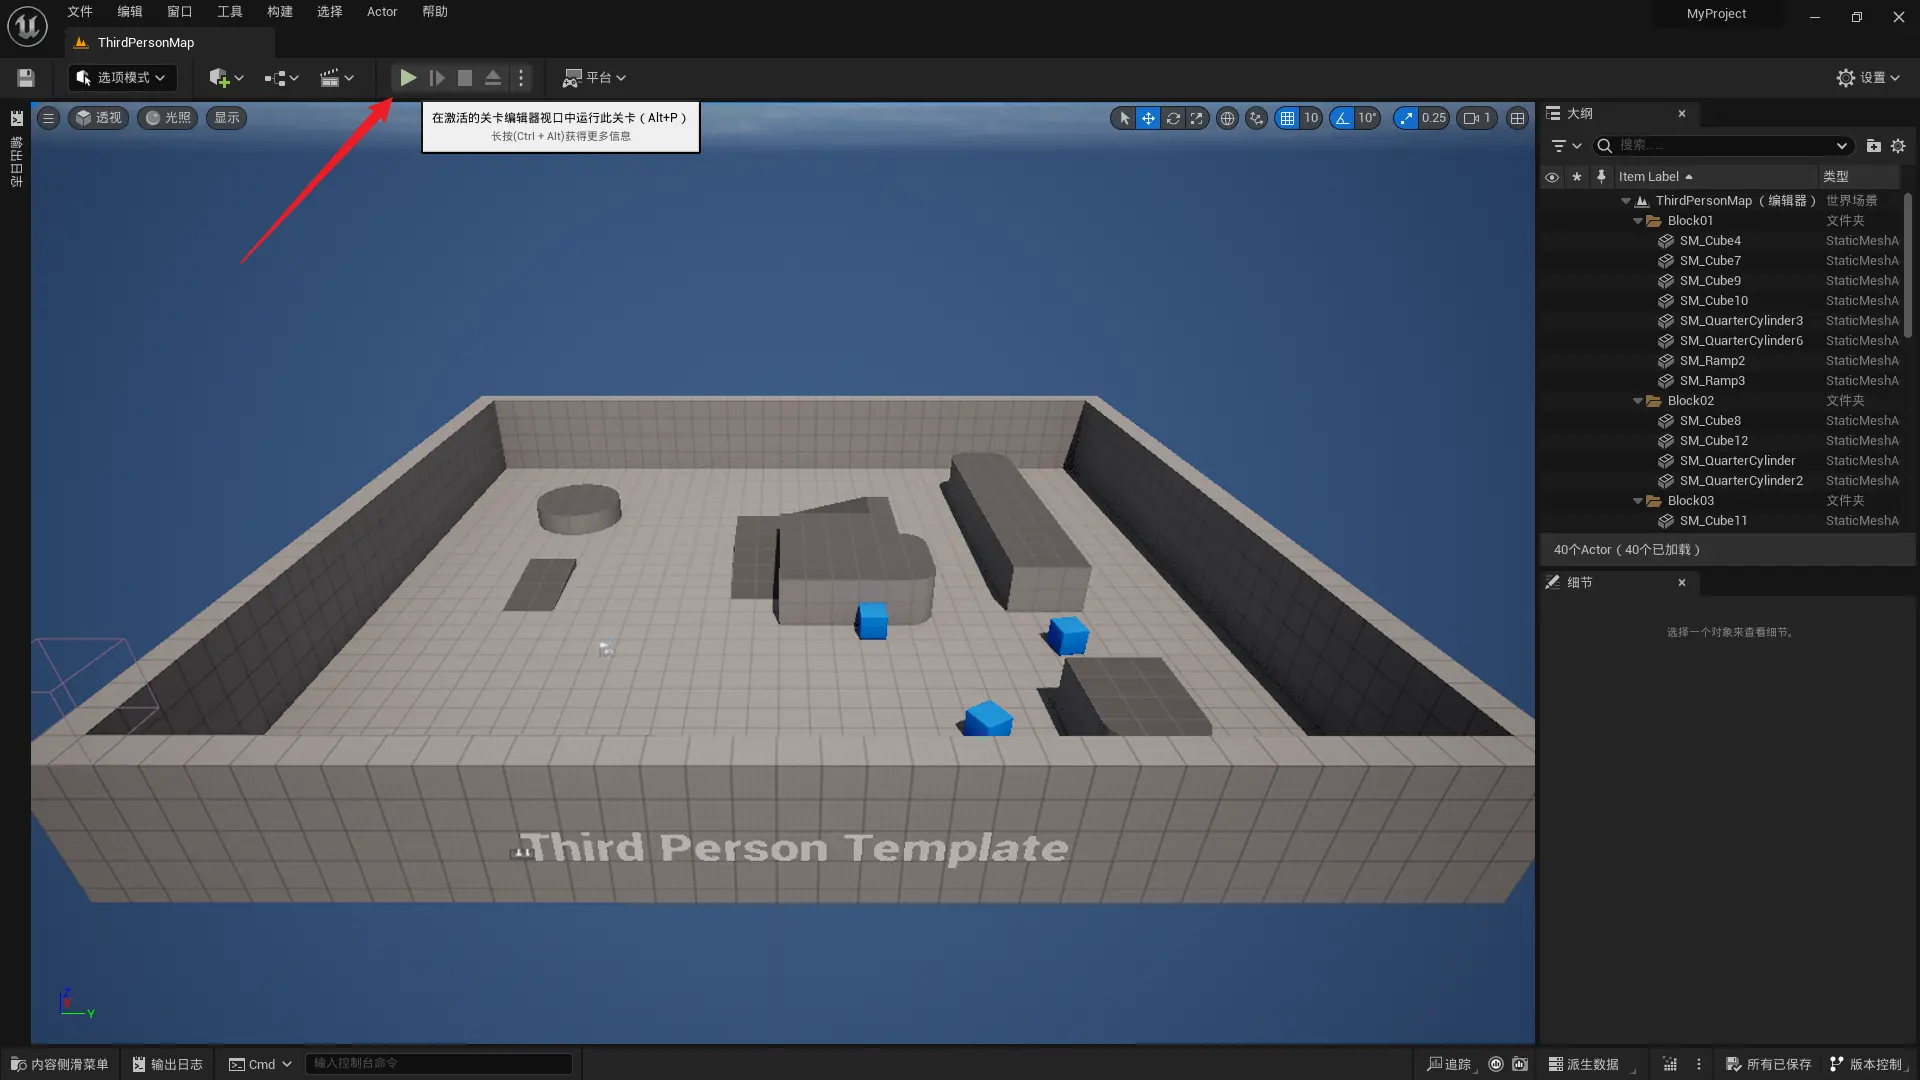 文件 编辑 窗口 工具 构建 选择 Actor 帮助
MyProject
ThirdPersonMap
选项模式
平台
设置
透视 光照 显示
在激活的关卡编辑器视口中运行此关卡（Alt+P）
长按(Ctrl + Alt)获得更多信息
10 10° 0.25 1
输出日志
大纲
搜索……
Item Label 类型
ThirdPersonMap（编辑器） 世界场景
Block01 文件夹
SM_Cube4 StaticMeshA
SM_Cube7 StaticMeshA
SM_Cube9 StaticMeshA
SM_Cube10 StaticMeshA
SM_QuarterCylinder3 StaticMeshA
SM_QuarterCylinder6 StaticMeshA
SM_Ramp2 StaticMeshA
SM_Ramp3 StaticMeshA
Block02 文件夹
SM_Cube8 StaticMeshA
SM_Cube12 StaticMeshA
SM_QuarterCylinder StaticMeshA
SM_QuarterCylinder2 StaticMeshA
Block03 文件夹
SM_Cube11 StaticMeshA
40个Actor（40个已加载）
细节
选择一个对象来查看细节。
Third Person Template
Z
X
Y
内容侧滑菜单 输出日志 Cmd 输入控制台命令
追踪 派生数据 所有已保存 版本控制